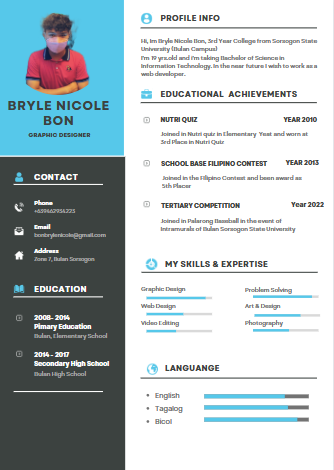 BRYLE NICOLE
BON
GRAPHIC DESIGNER
CONTACT
Phone
Email
bonbrylenicole@gmail.com
Address
Zone 7, Bulan Sorsogon
EDUCATION
2008- 2014
Pimary Education
Bulan, Elementary School
2014 - 2017
Secondary High School
Bulan High School
PROFILE INFO
Hi, Im Bryle Nicole Bon, 3rd Year College from Sorsogon State
University (Bulan Campus)
I'm 19 yrs.old and I'm taking Bachelor of Science in
Information Technology. In the near future I wish to work as a
web developer.
EDUCATIONAL ACHIEVEMENTS
NUTRI QUIZ YEAR 2010
Joined in Nutri quiz in Elementary Yeat and worn at
3rd Place in Nutri Quiz
SCHOOL BASE FILIPINO CONTEST YEAR 2013
Joined in the Filipino Contest and been award as
5th Placer
TERTIARY COMPETITION Year 2022
Joined in Palarong Baseball in the event of
Intramurals of Bulan Sorsogon State University
MY SKILLS & EXPERTISE
Graphic Design
Web Design
Video Editing
Problem Solving
Art & Design
Photography
LANGUANGE
English
Tagalog
Bicol